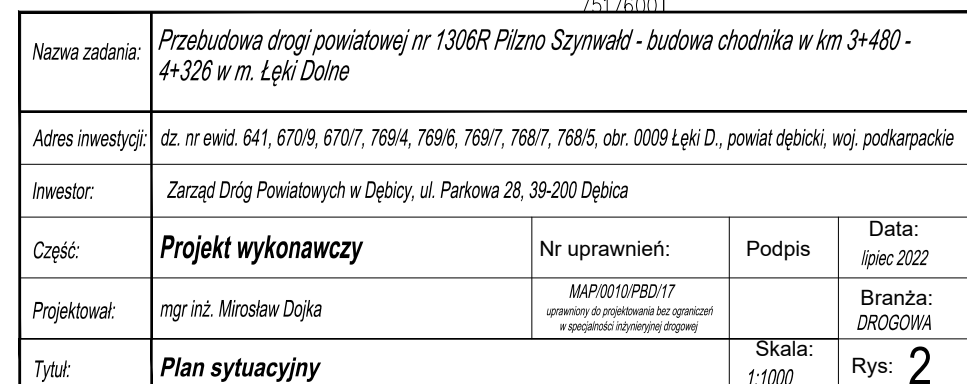 75176001
Nazwa zadania:
Przebudowa drogi powiatowej nr 1306R Pilzno Szynwałd - budowa chodnika w km 3+480 -
4+326 w m. Łęki Dolne
Adres inwestycji: dz. nr ewid. 641, 670/9, 670/7, 769/4, 769/6, 769/7, 768/7, 768/5, obr. 0009 Łęki D., powiat dębicki, woj. podkarpackie
Inwestor: Zarząd Dróg Powiatowych w Dębicy, ul. Parkowa 28, 39-200 Dębica
Część: Projekt wykonawczy Nr uprawnień: Podpis Data:
lipiec 2022
Projektował: mgr inż. Mirosław Dojka
MAP/0010/PBD/17
uprawniony do projektowania bez ograniczeń
w specjalności inżynieryjnej drogowej
Branża:
DROGOWA
Tytuł: Plan sytuacyjny
Skala:
1:1000
Rys: 2